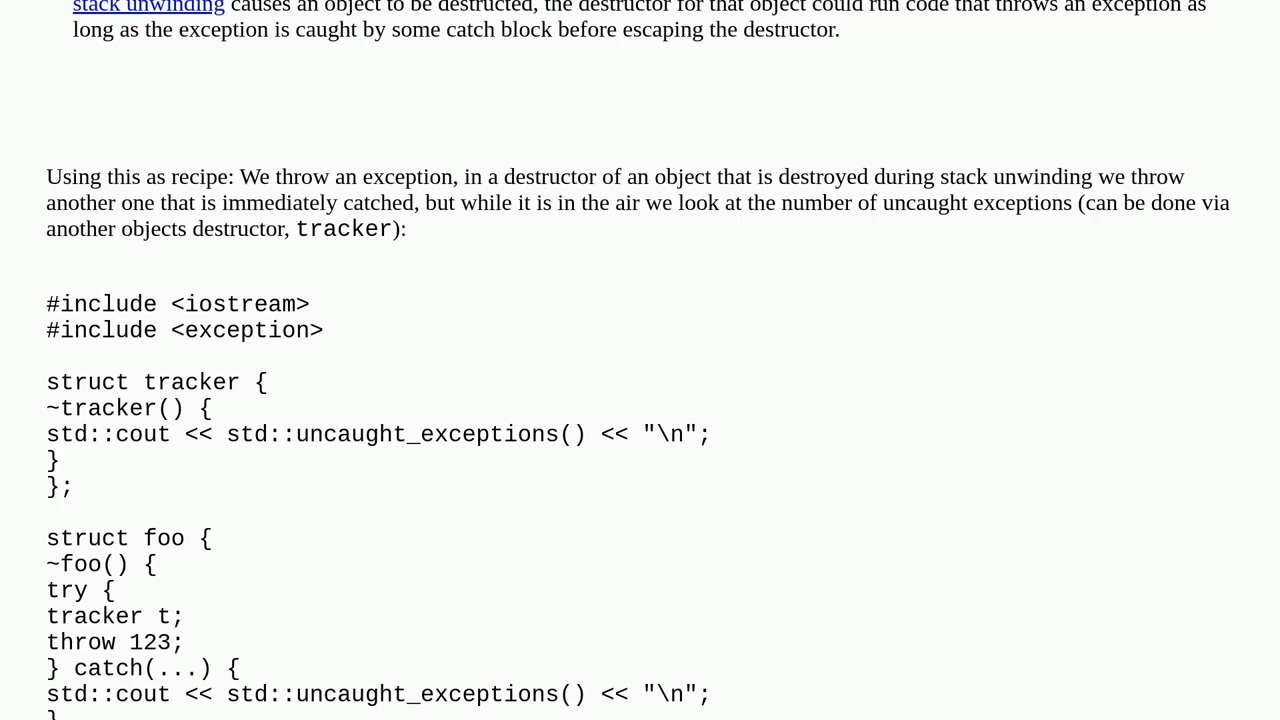 stack unwinding causes an object to be destructed, the destructor for that object could run code that throws an exception as
long as the exception is caught by some catch block before escaping the destructor.
Using this as recipe: We throw an exception, in a destructor of an object that is destroyed during stack unwinding we throw
another one that is immediately catched, but while it is in the air we look at the number of uncaught exceptions (can be done via
another objects destructor, tracker):
#include <iostream>
#include <exception>
struct tracker {
~tracker() {
std::cout << std::uncaught_exceptions() << "\n";
}
};
struct foo {
~foo() {
try {
tracker t;
throw 123;
} catch(...) {
std::cout << std::uncaught_exceptions() << "\n";
}